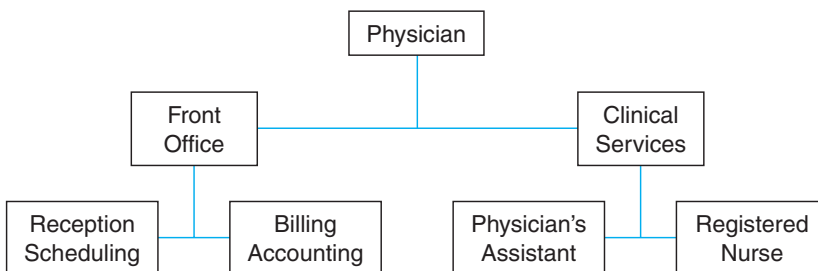 Physician
Front
Office
Clinical
Services
Reception
Scheduling
Billing
Accounting
Physician’s
Assistant
Registered
Nurse